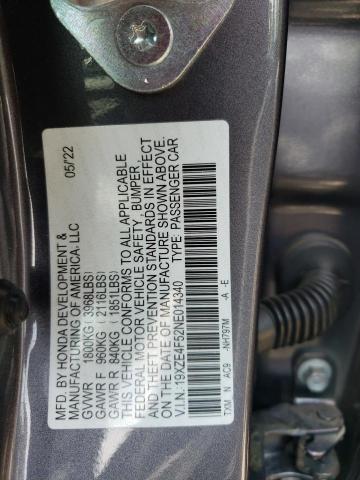 MFD. BY HONDA DEVELOPMENT & 05/'22
MANUFACTURING OF AMERICA, LLC
GVWR 1800KG(3968LBS)
GAWR F 960KG(2116LBS)
GAWR R 840KG(1851LBS)
THIS VEHICLE CONFORMS TO ALL APPLICABLE
FEDERAL MOTOR VEHICLE SAFETY, BUMPER,
THEFT PREVENTION STANDARDS IN EFFECT
ON THE DATE OF MANUFACTURE SHOWN ABOVE.
V.I.N. : 19XZE4F52NE014340 TYPE : PASSENGER CAR
TXM N AC9 -NH797M -A -E